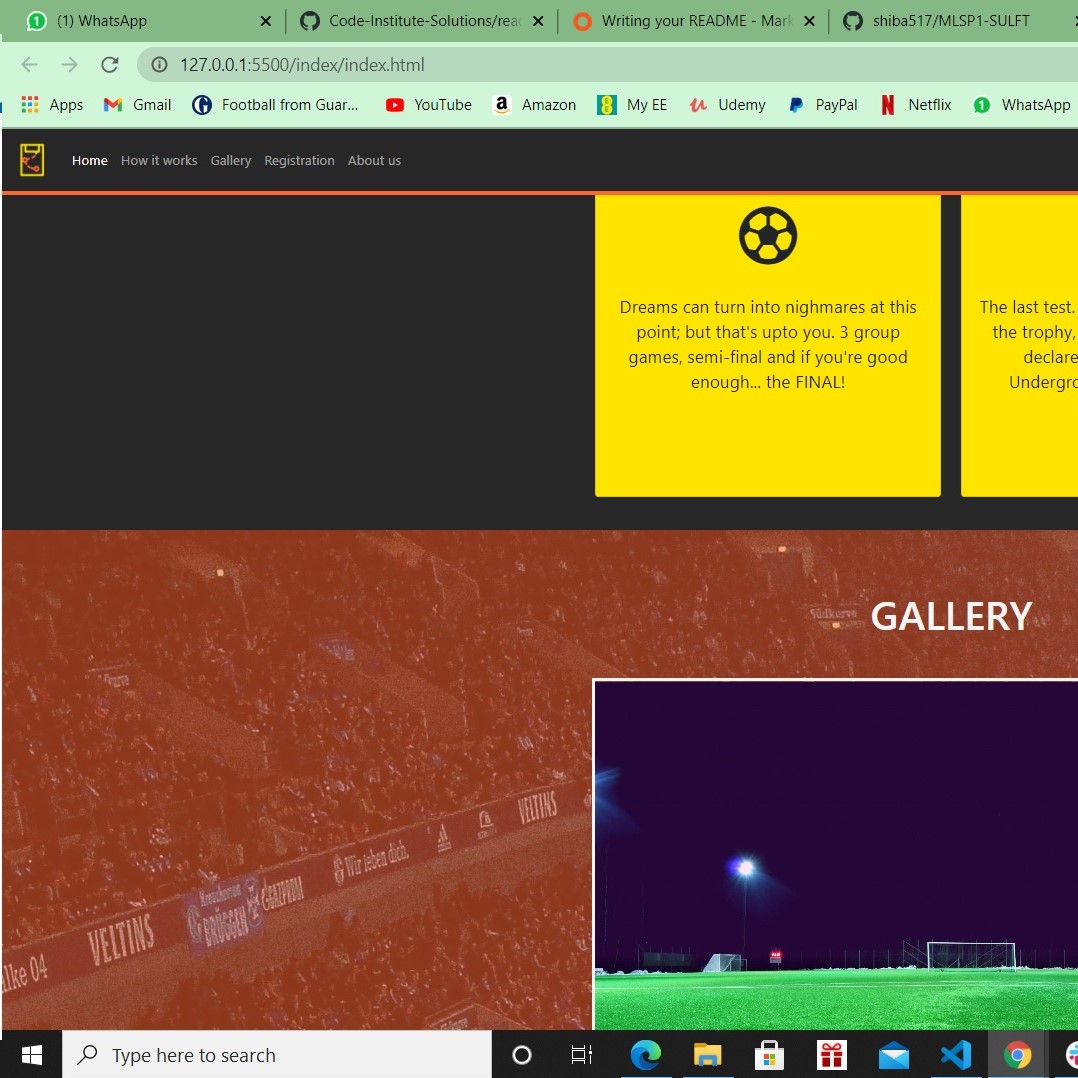 (1) WhatsApp
Code-Institute-Solutions/read
Writing your README - Mark
shiba517/MLSP1-SULFT
127.0.0.1:5500/index/index.html
Apps Gmail Football from Guar... YouTube Amazon My EE Udemy PayPal Netflix WhatsApp
Home How it works Gallery Registration About us
Dreams can turn into nighmares at this
point; but that's upto you. 3 group
games, semi-final and if you're good
enough... the FINAL!
The last test.
the trophy,
declare
Undergro
Südkurve
GALLERY
VELTINS
Wir leben dich.
GAZPROM
BRÜGGEN
VELTINS
alke 04
Type here to search